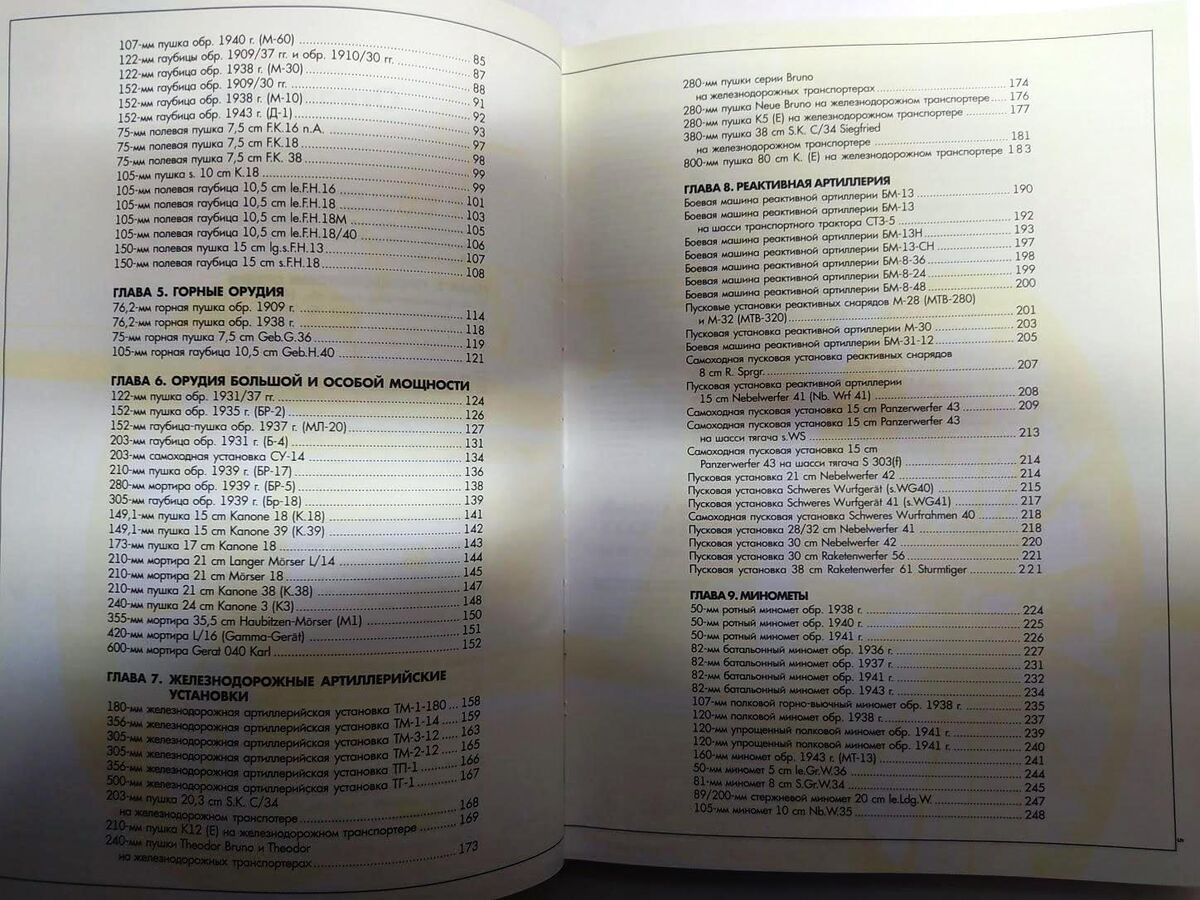 107-мм пушка обр. 1940 г. (М-60) ... 85
122-мм гаубицы обр. 1909/37 гг. и обр. 1910/30 гг. ... 87
122-мм гаубица обр. 1938 г. (М-30) ... 88
152-мм гаубица обр. 1909/30 гг. ... 91
152-мм гаубица обр. 1938 г. (М-10) ... 92
152-мм гаубица обр. 1943 г. (Д-1) ... 93
75-мм полевая пушка 7,5 cm F.K.16 n.A. ... 97
75-мм полевая пушка 7,5 cm F.K.18 ... 98
75-мм полевая пушка 7,5 cm F.K. 38 ... 99
105-мм пушка s. 10 cm K.18 ... 99
105-мм полевая гаубица 10,5 cm le.F.H.16 ... 101
105-мм полевая гаубица 10,5 cm le.F.H.18 ... 103
105-мм полевая гаубица 10,5 cm le.F.H.18M ... 105
105-мм полевая гаубица 10,5 cm le.F.H.18/40 ... 106
150-мм полевая пушка 15 cm lg.s.F.H.13 ... 107
150-мм полевая гаубица 15 cm s.F.H.18 ... 108
ГЛАВА 5. ГОРНЫЕ ОРУДИЯ
76,2-мм горная пушка обр. 1909 г. ... 114
76,2-мм горная пушка обр. 1938 г. ... 118
75-мм горная пушка 7,5 cm Geb.G.36 ... 119
105-мм горная гаубица 10,5 cm Geb.H.40 ... 121
ГЛАВА 6. ОРУДИЯ БОЛЬШОЙ И ОСОБОЙ МОЩНОСТИ
122-мм пушка обр. 1931/37 гг. ... 124
152-мм пушка обр. 1935 г. (БР-2) ... 126
152-мм гаубица-пушка обр. 1937 г. (МЛ-20) ... 127
203-мм гаубица обр. 1931 г. (Б-4) ... 131
203-мм самоходная установка СУ-14 ... 134
210-мм пушка обр. 1939 г. (БР-17) ... 136
280-мм мортира обр. 1939 г. (БР-5) ... 138
305-мм гаубица обр. 1939 г. (Бр-18) ... 139
149,1-мм пушка 15 cm Kanone 18 (K.18) ... 141
149,1-мм пушка 15 cm Kanone 39 (K.39) ... 142
173-мм пушка 17 cm Kanone 18 ... 143
210-мм мортира 21 cm Langer Mörser L/14 ... 144
210-мм мортира 21 cm Mörser 18 ... 145
210-мм пушка 21 cm Kanone 38 (K.38) ... 147
240-мм пушка 24 cm Kanone 3 (K3) ... 148
355-мм мортира 35,5 cm Haubitzen-Mörser (M1) ... 150
420-мм мортира L/16 (Gamma-Gerät) ... 151
600-мм мортира Gerat 040 Karl ... 152
ГЛАВА 7. ЖЕЛЕЗНОДОРОЖНЫЕ АРТИЛЛЕРИЙСКИЕ
УСТАНОВКИ
180-мм железнодорожная артиллерийская установка ТМ-1-180 ... 158
356-мм железнодорожная артиллерийская установка ТМ-1-14 ... 159
305-мм железнодорожная артиллерийская установка ТМ-3-12 ... 163
305-мм железнодорожная артиллерийская установка ТМ-2-12 ... 165
356-мм железнодорожная артиллерийская установка ТП-1 ... 166
500-мм железнодорожная артиллерийская установка ТГ-1 ... 167
203-мм пушка 20,3 cm S.K. C/34
на железнодорожном транспотере ... 168
210-мм пушка K12 (E) на железнодорожном транспортере ... 169
240-мм пушки Theodor Bruno и Theodor
на железнодорожных транспортерах ... 173
280-мм пушки серии Bruno
на железнодорожных транспортерах ... 174
280-мм пушка Neue Bruno на железнодорожном транспортере ... 176
280-мм пушка K5 (E) на железнодорожном транспортере ... 177
380-мм пушка 38 cm S.K. C/34 Siegfried
на железнодорожном транспортере ... 181
800-мм пушка 80 cm K. (E) на железнодорожном транспортере 183
ГЛАВА 8. РЕАКТИВНАЯ АРТИЛЛЕРИЯ
Боевая машина реактивной артиллерии БМ-13 ... 190
Боевая машина реактивной артиллерии БМ-13
на шасси транспортного трактора СТЗ-5 ... 192
Боевая машина реактивной артиллерии БМ-13Н ... 193
Боевая машина реактивной артиллерии БМ-13-СН ... 197
Боевая машина реактивной артиллерии БМ-8-36 ... 198
Боевая машина реактивной артиллерии БМ-8-24 ... 199
Боевая машина реактивной артиллерии БМ-8-48 ... 200
Пусковые установки реактивных снарядов М-28 (МТВ-280)
и М-32 (МТВ-320) ... 201
Пусковая установка реактивной артиллерии М-30 ... 203
Боевая машина реактивной артиллерии БМ-31-12 ... 205
Самоходная пусковая установка реактивных снарядов
8 cm R. Sprgr. ... 207
Пусковая установка реактивной артиллерии
15 cm Nebelwerfer 41 (Nb. Wrf 41) ... 208
Самоходная пусковая установка 15 cm Panzerwerfer 43 ... 209
Самоходная пусковая установка 15 cm Panzerwerfer 43
на шасси тягача s.WS ... 213
Самоходная пусковая установка 15 cm
Panzerwerfer 43 на шасси тягача S 303(f) ... 214
Пусковая установка 21 cm Nebelwerfer 42 ... 214
Пусковая установка Schweres Wurfgerät (s.WG40) ... 215
Пусковая установка Schweres Wurfgerät 41 (s.WG41) ... 217
Самоходная пусковая установка Schweres Wurfrahmen 40 ... 218
Пусковая установка 28/32 cm Nebelwerfer 41 ... 218
Пусковая установка 30 cm Nebelwerfer 42 ... 220
Пусковая установка 30 cm Raketenwerfer 56 ... 221
Пусковая установка 38 cm Raketenwerfer 61 Sturmtiger ... 221
ГЛАВА 9. МИНОМЕТЫ
50-мм ротный миномет обр. 1938 г. ... 224
50-мм ротный миномет обр. 1940 г. ... 225
50-мм ротный миномет обр. 1941 г. ... 226
82-мм батальонный миномет обр. 1936 г. ... 227
82-мм батальонный миномет обр. 1937 г. ... 231
82-мм батальонный миномет обр. 1941 г. ... 232
82-мм батальонный миномет обр. 1943 г. ... 234
107-мм полковой горно-вьючный миномет обр. 1938 г. ... 235
120-мм полковой миномет обр. 1938 г. ... 237
120-мм упрощенный полковой миномет обр. 1941 г. ... 239
120-мм упрощенный полковой миномет обр. 1941 г. ... 240
160-мм миномет обр. 1943 г. (МТ-13) ... 241
50-мм миномет 5 cm le.Gr.W.36 ... 244
81-мм миномет 8 cm S.Gr.W.34 ... 245
89/200-мм стержневой миномет 20 cm le.Ldg.W. ... 247
105-мм миномет 10 cm Nb.W.35 ... 248
5